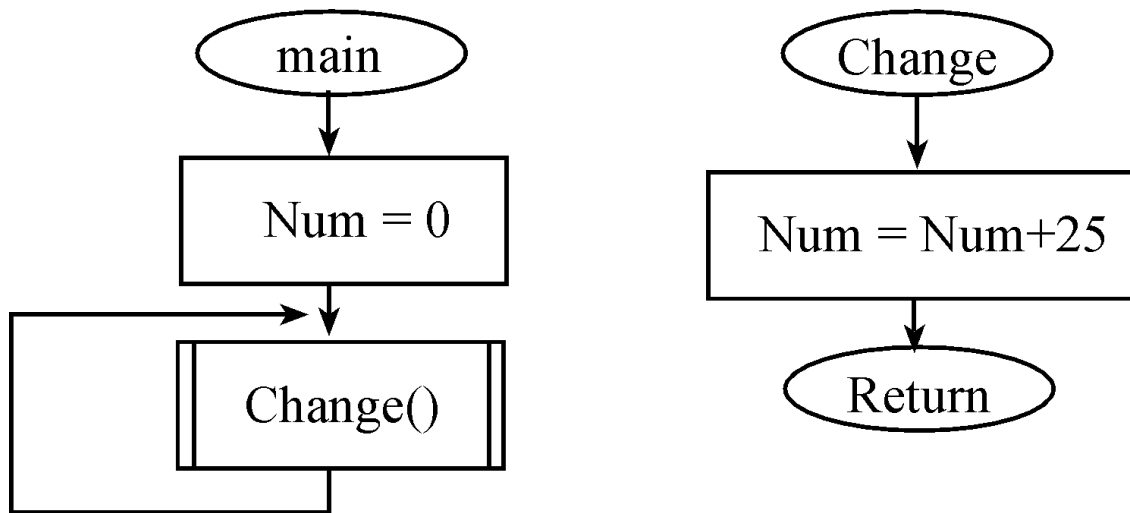 main
Num = 0
Change()
Change
Num = Num+25
Return